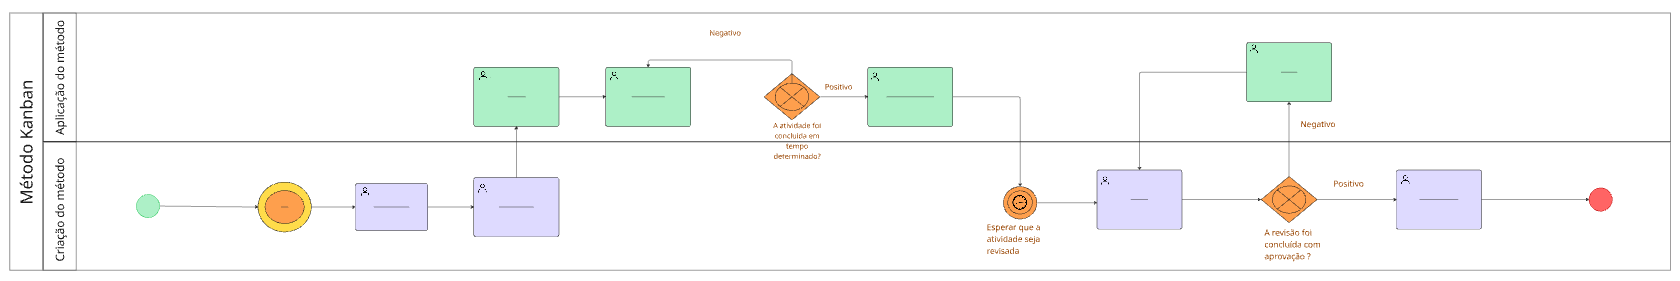 Método Kanban
Aplicação do método
Criação do método
Negativo
Positivo
A atividade foi
concluída em
tempo
determinado?
Esperar que a
atividade seja
revisada
Negativo
Positivo
A revisão foi
concluída com
aprovação ?